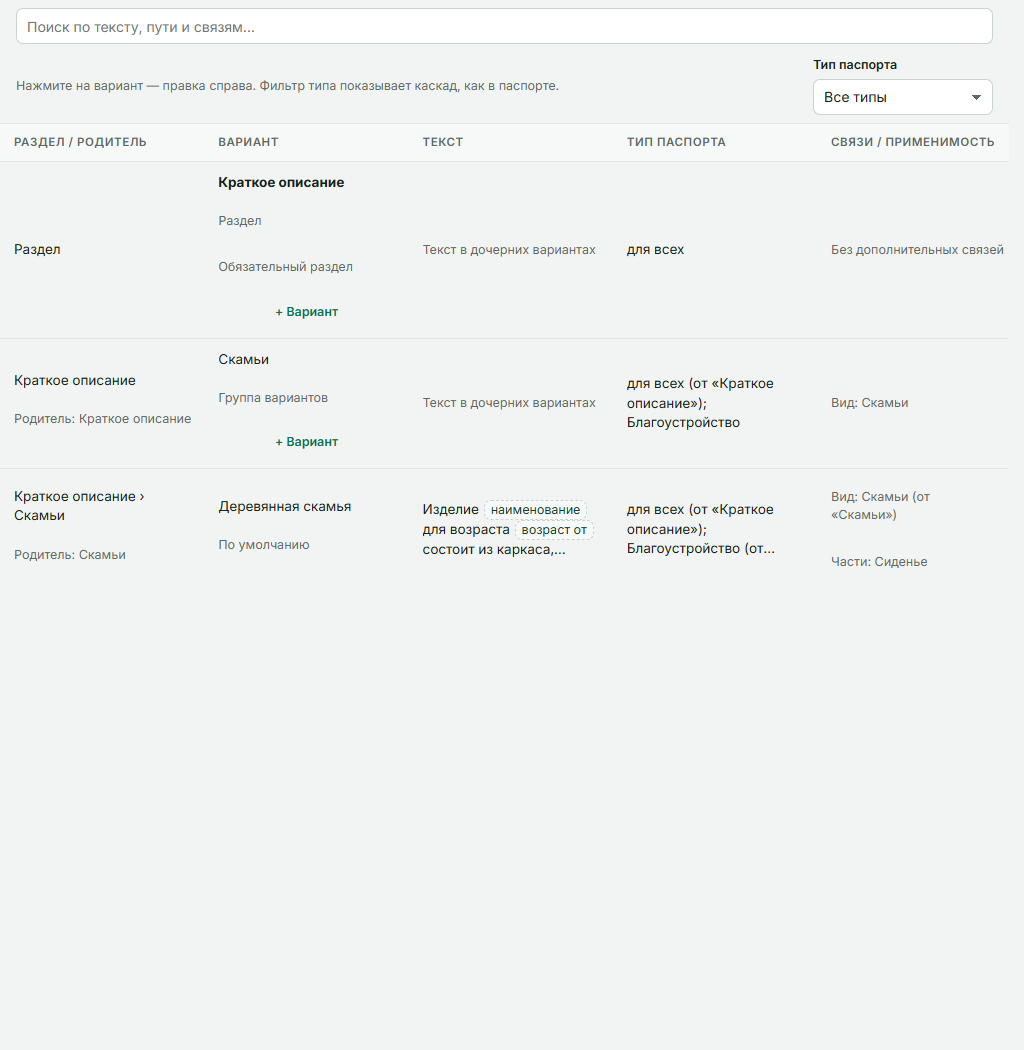 Поиск по тексту, пути и связям...
Тип паспорта
Нажмите на вариант — правка справа. Фильтр типа показывает каскад, как в паспорте.
Все типы
РАЗДЕЛ / РОДИТЕЛЬ
ВАРИАНТ
ТЕКСТ
ТИП ПАСПОРТА
СВЯЗИ / ПРИМЕНИМОСТЬ
Раздел
Краткое описание
Раздел
Обязательный раздел
+ Вариант
Текст в дочерних вариантах
для всех
Без дополнительных связей
Краткое описание
Родитель: Краткое описание
Скамьи
Группа вариантов
+ Вариант
Текст в дочерних вариантах
для всех (от «Краткое
описание»);
Благоустройство
Вид: Скамьи
Краткое описание ›
Скамьи
Родитель: Скамьи
Деревянная скамья
По умолчанию
Изделие наименование
для возраста возраст от
состоит из каркаса,...
для всех (от «Краткое
описание»);
Благоустройство (от...
Вид: Скамьи (от
«Скамьи»)
Части: Сиденье